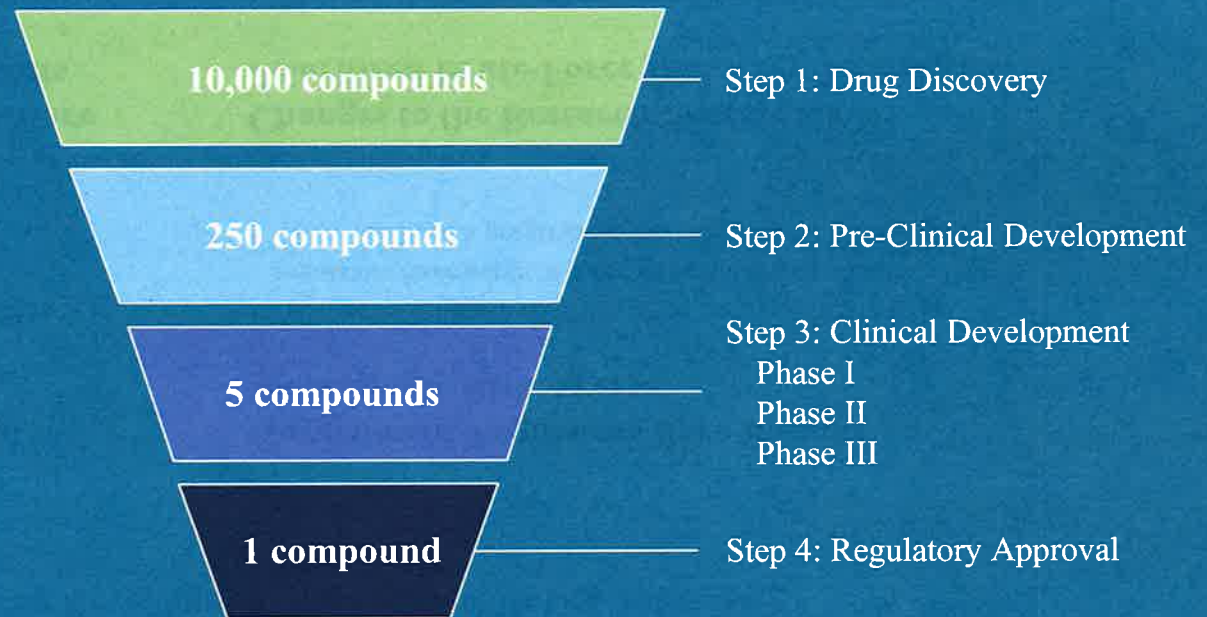 10,000 compounds
Step 1: Drug Discovery
250 compounds
Step 2: Pre-Clinical Development
5 compounds
Step 3: Clinical Development
Phase I
Phase II
Phase III
1 compound
Step 4: Regulatory Approval